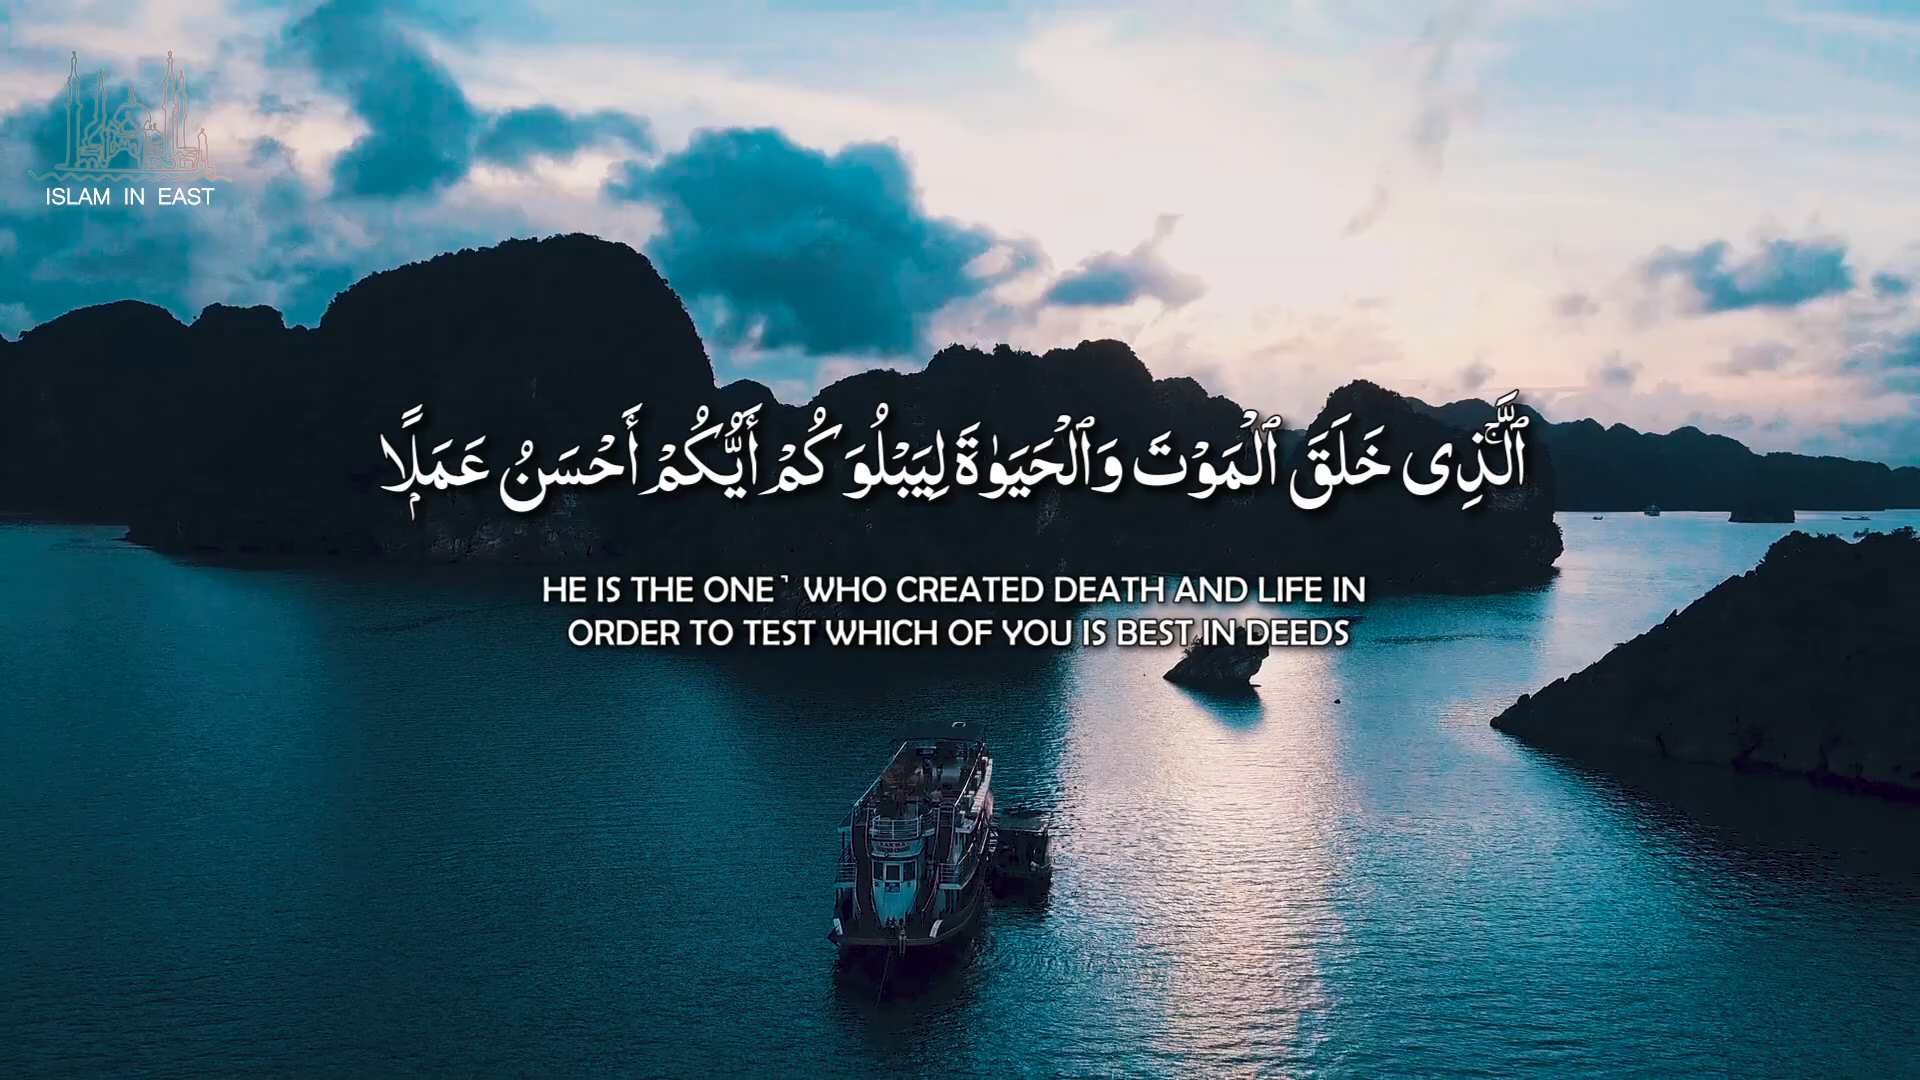 ISLAM IN EAST
ٱلَّذِى خَلَقَ ٱلْمَوْتَ وَٱلْحَيَوٰةَ لِيَبْلُوَكُمْ أَيُّكُمْ أَحْسَنُ عَمَلًۭا
HE IS THE ONE˺ WHO CREATED DEATH AND LIFE IN
ORDER TO TEST WHICH OF YOU IS BEST IN DEEDS